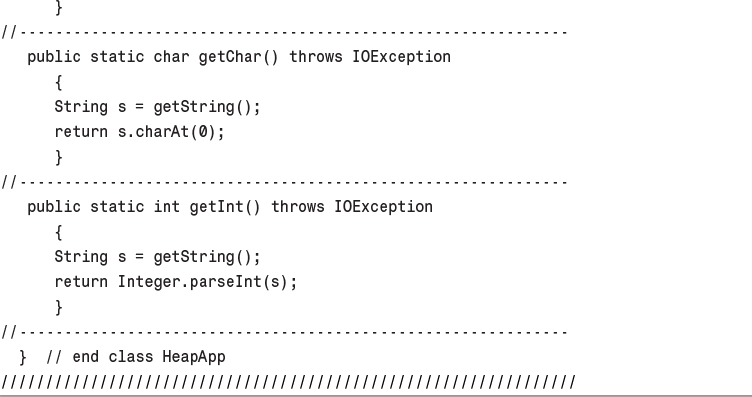 }
//-------------------------------------------------------------
public static char getChar() throws IOException
{
String s = getString();
return s.charAt(0);
}
//-------------------------------------------------------------
public static int getInt() throws IOException
{
String s = getString();
return Integer.parseInt(s);
}
//-------------------------------------------------------------
} // end class HeapApp
////////////////////////////////////////////////////////////////